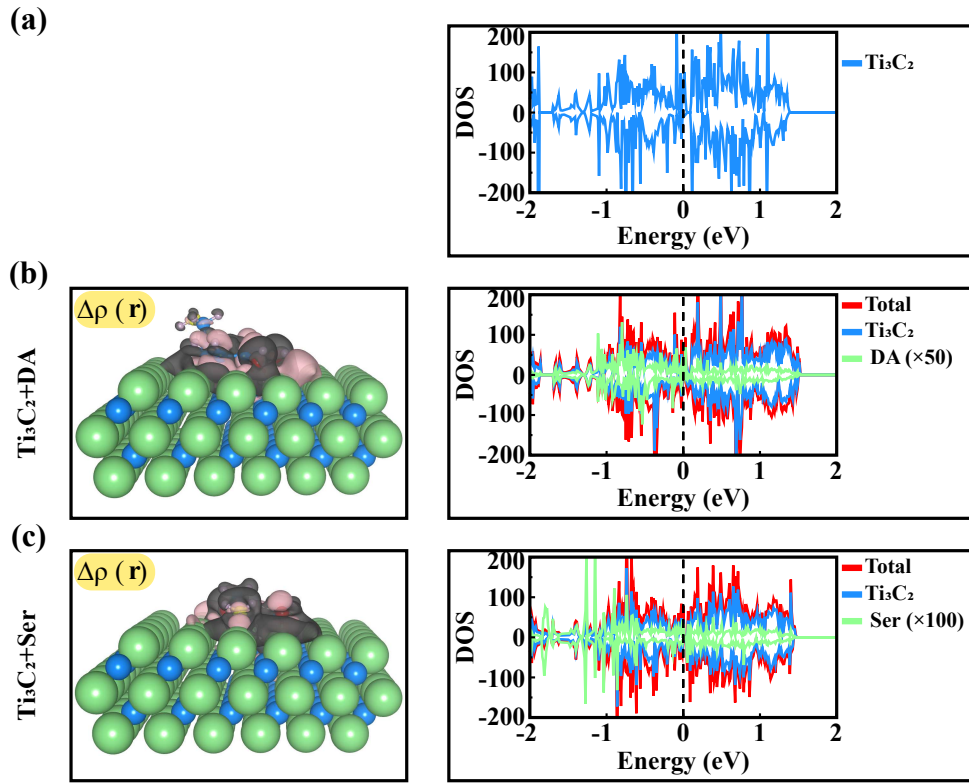 (a)
200
100
0
-100
-200
DOS
-2 -1 0 1 2
Energy (eV)
Ti₃C₂
(b)
Ti₃C₂+DA
Δρ (r)
200
100
0
-100
-200
DOS
-2 -1 0 1 2
Energy (eV)
Total
Ti₃C₂
DA (×50)
(c)
Ti₃C₂+Ser
Δρ (r)
200
100
0
-100
-200
DOS
-2 -1 0 1 2
Energy (eV)
Total
Ti₃C₂
Ser (×100)